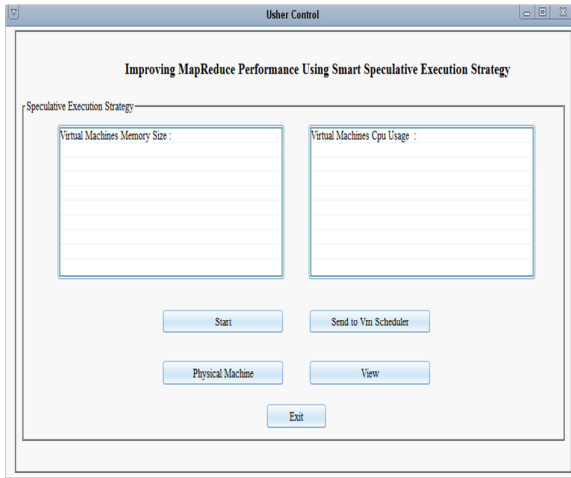 Usher Control
Improving MapReduce Performance Using Smart Speculative Execution Strategy
Speculative Execution Strategy
Virtual Machines Memory Size :
Virtual Machines Cpu Usage :
Start
Send to Vm Scheduler
Physical Machine
View
Exit